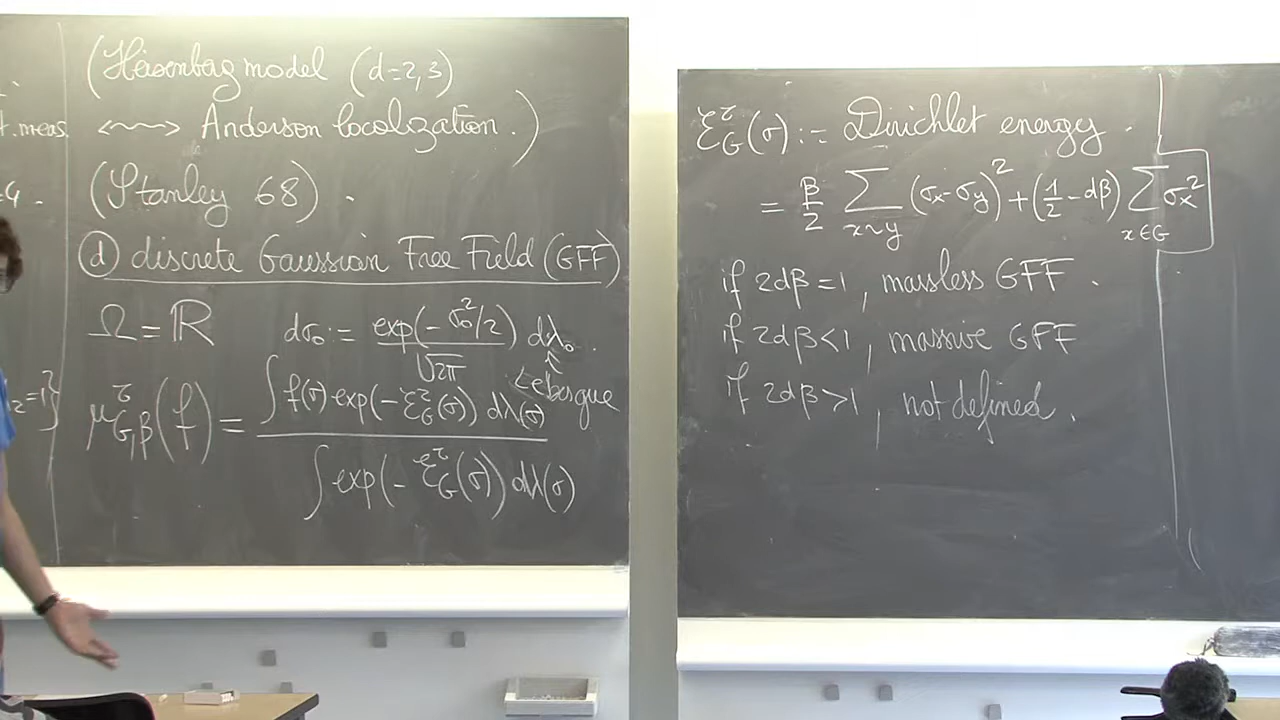 t. meas.
(Heisenberg model (d=2,3)
⟷ Anderson localization.)
(Stanley 68).
(d) discrete Gaussian Free Field (GFF)
Ω = ℝ dσ₀ := exp(-σ₀²/2)/√2π dλ₀.
Lebesgue
μ^τ_{G,β}(f) = ∫ f(σ) exp(-Ɛ^τ_G(σ)) dλ(σ) / ∫ exp(-Ɛ^τ_G(σ)) dλ(σ)
Ɛ^τ_G(σ) := Dirichlet energy.
= β/2 ∑_{x~y} (σx-σy)² + (1/2 - dβ) ∑_{x∈G} σx²
if 2dβ=1, massless GFF.
if 2dβ<1, massive GFF
if 2dβ>1, not defined.